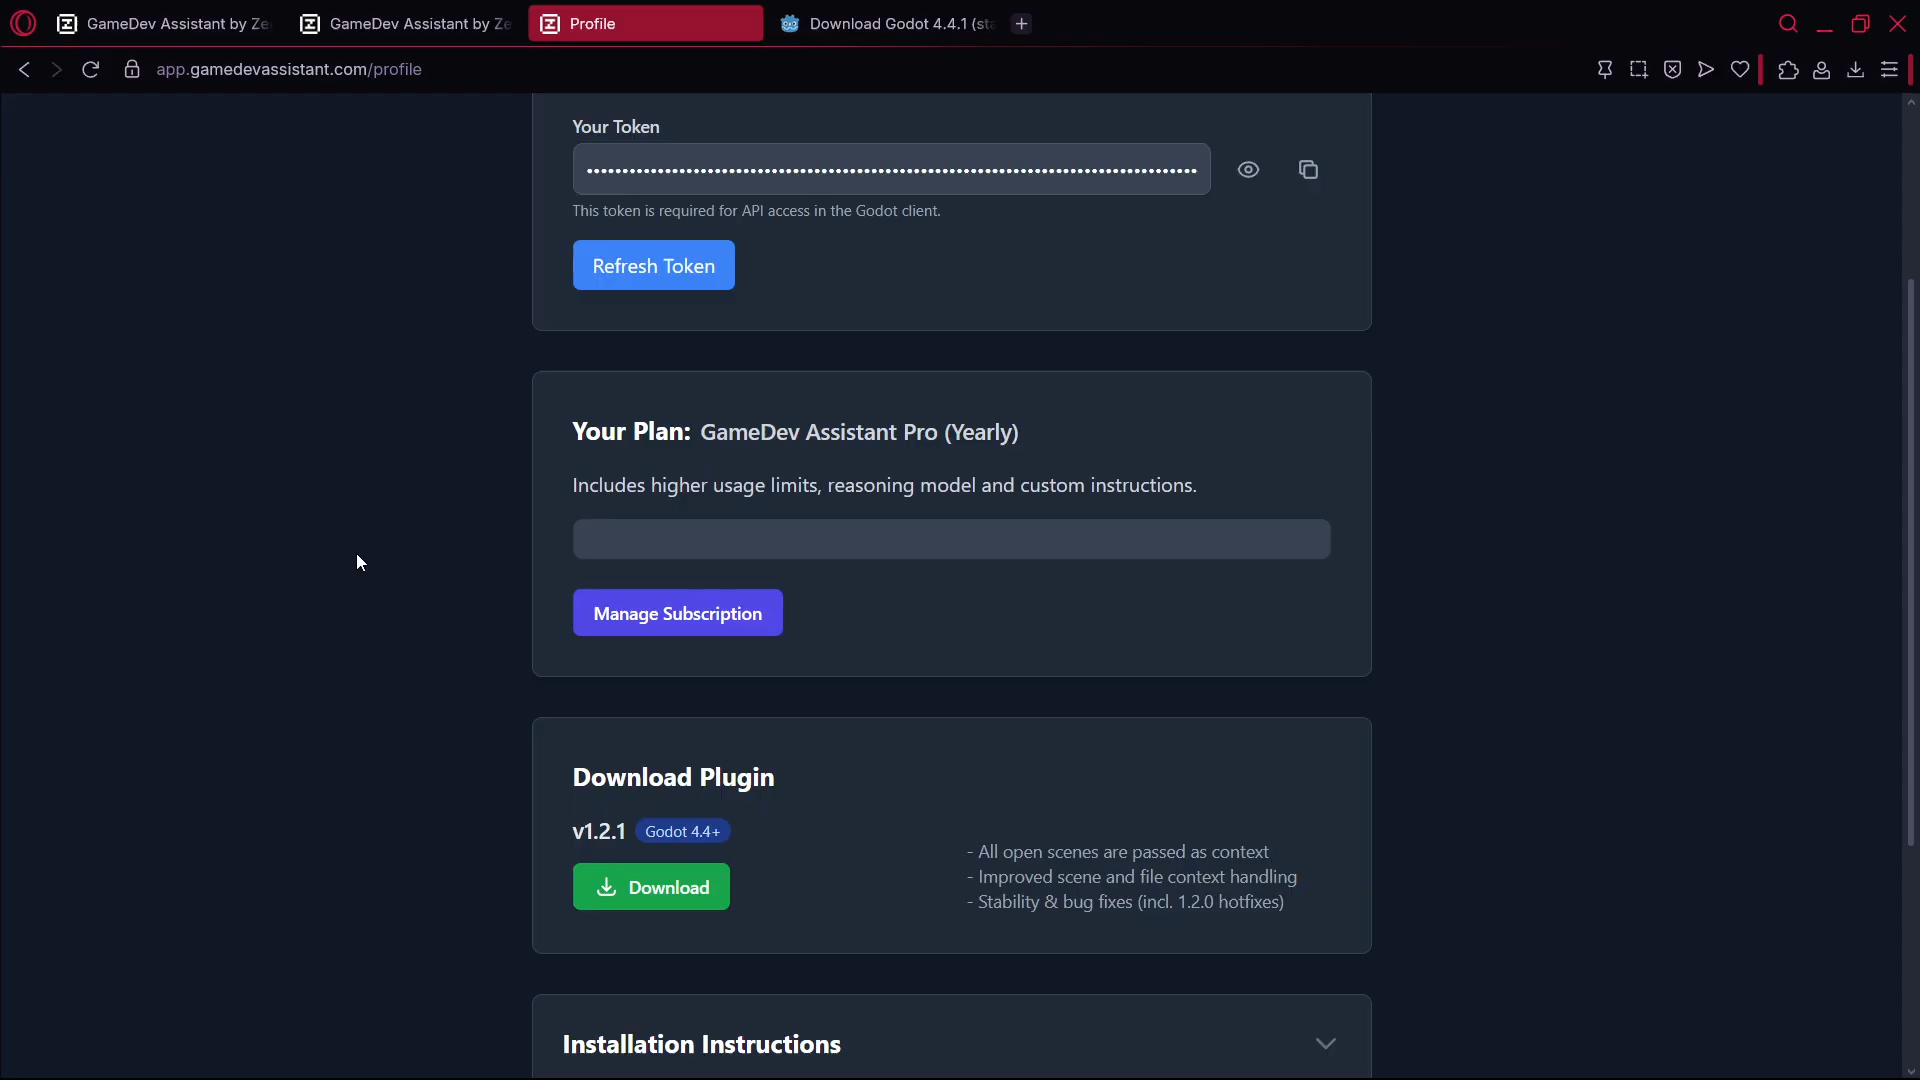 GameDev Assistant by Ze
GameDev Assistant by Ze
Profile
Download Godot 4.4.1 (sta
app.gamedevassistant.com/profile
Your Token
This token is required for API access in the Godot client.
Refresh Token
Your Plan: GameDev Assistant Pro (Yearly)
Includes higher usage limits, reasoning model and custom instructions.
Manage Subscription
Download Plugin
v1.2.1 Godot 4.4+
Download
- All open scenes are passed as context
- Improved scene and file context handling
- Stability & bug fixes (incl. 1.2.0 hotfixes)
Installation Instructions